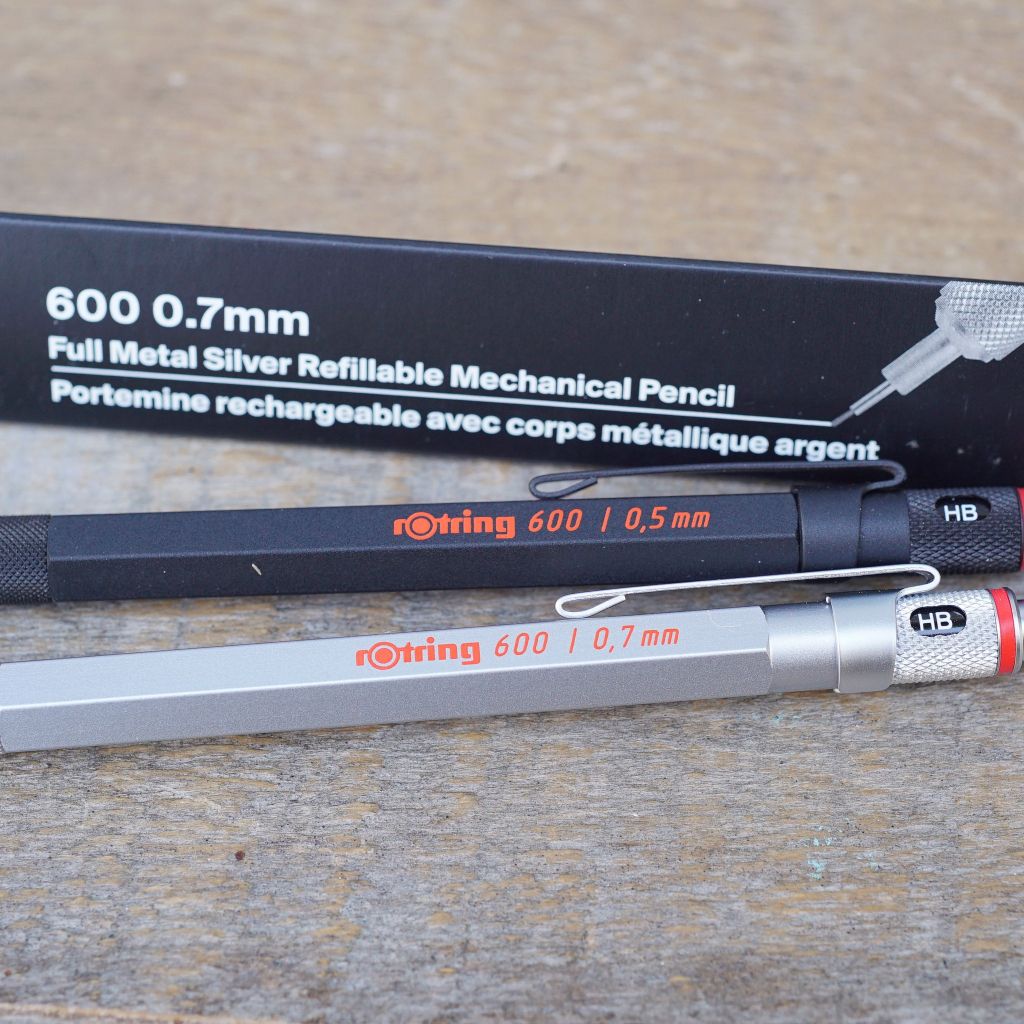 600 0.7mm
Full Metal Silver Refillable Mechanical Pencil
Portemine rechargeable avec corps métallique argent
rotring 600 | 0,5 mm
HB
rotring 600 | 0,7 mm
HB